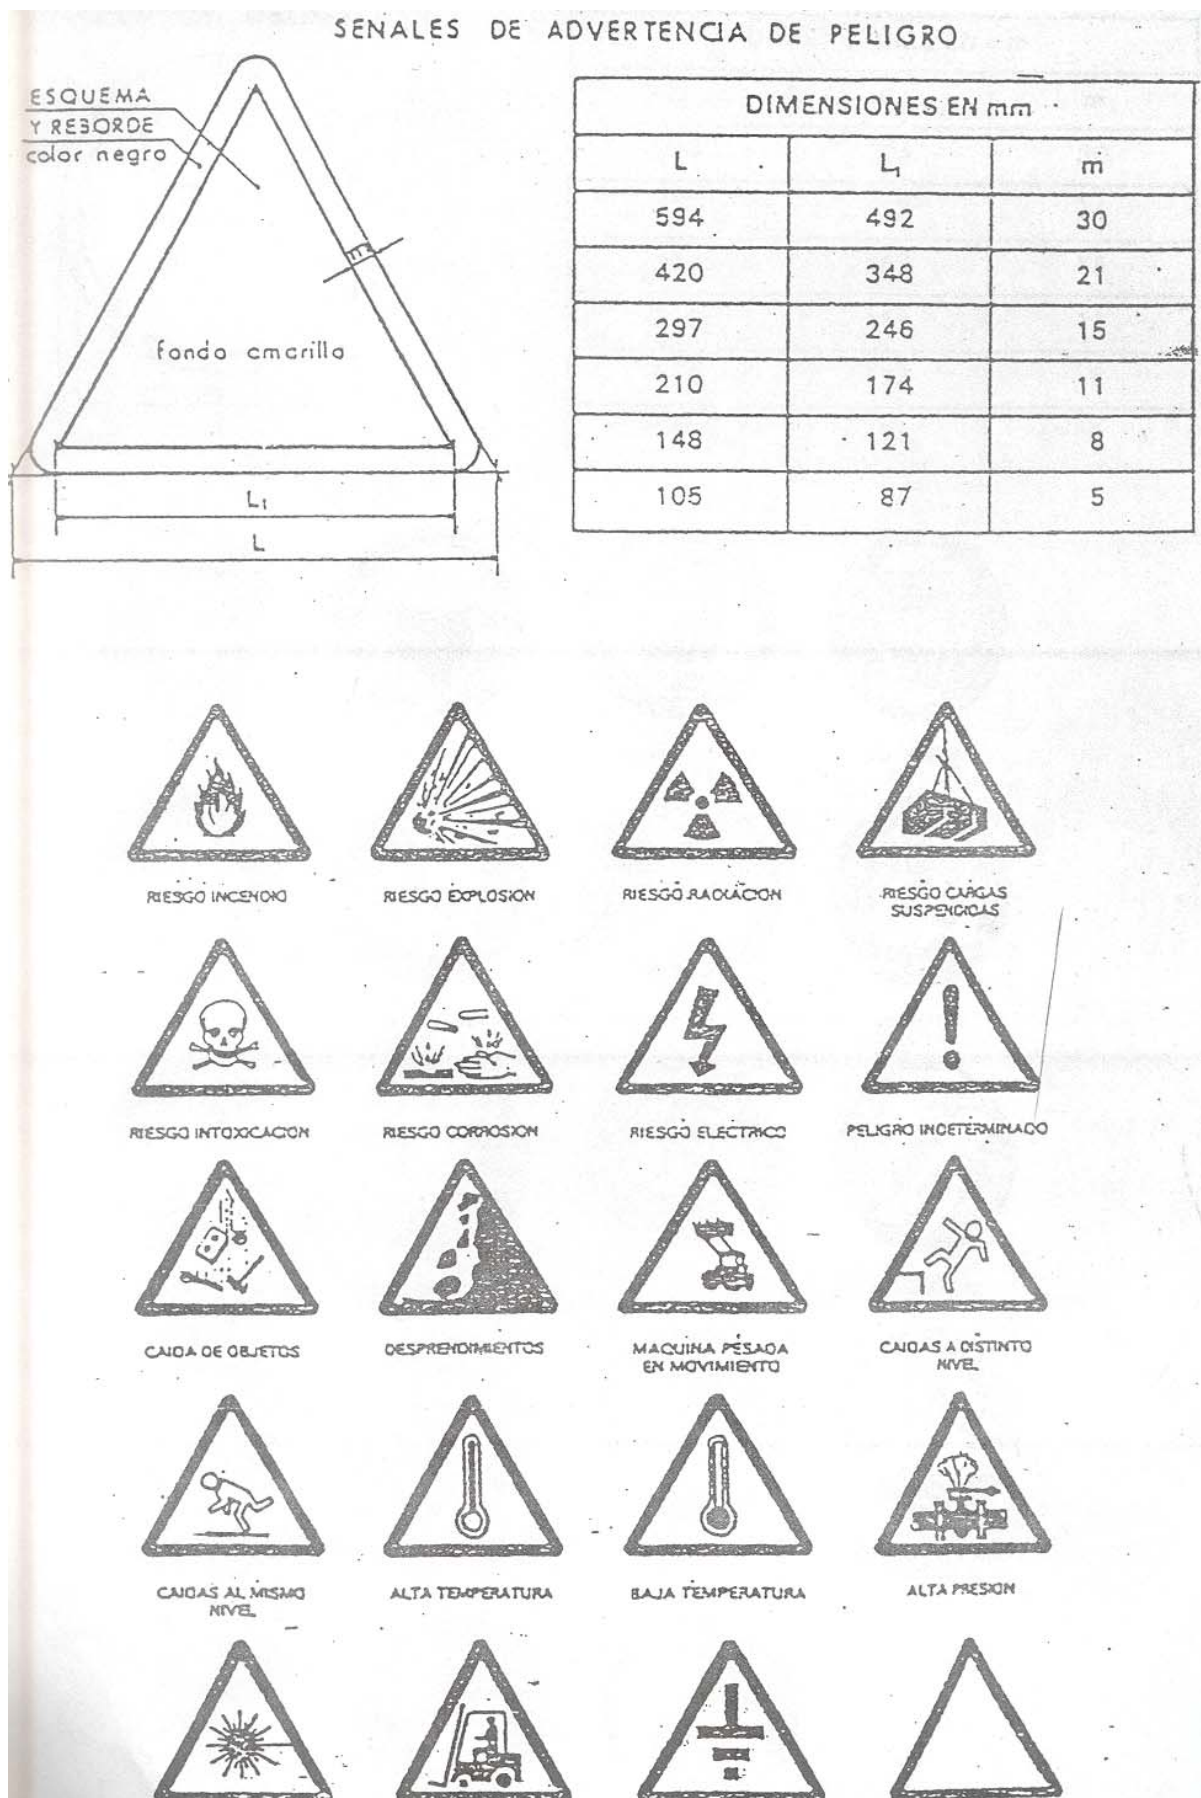 SEÑALES DE ADVERTENCIA DE PELIGRO
ESQUEMA
Y REBORDE
color negro
m
fondo amarillo
L₁
L
DIMENSIONES EN mm
L L₁ m
594 492 30
420 348 21
297 246 15
210 174 11
148 121 8
105 87 5
RIESGO INCENDIO RIESGO EXPLOSION RIESGO RADIACION RIESGO CARGAS
SUSPENDIDAS
RIESGO INTOXICACION RIESGO CORROSION RIESGO ELECTRICO PELIGRO INDETERMINADO
CAIDA DE OBJETOS DESPRENDIMIENTOS MAQUINA PESADA
EN MOVIMIENTO CAIDAS A DISTINTO
NIVEL
CAIDAS AL MISMO
NIVEL ALTA TEMPERATURA BAJA TEMPERATURA ALTA PRESION